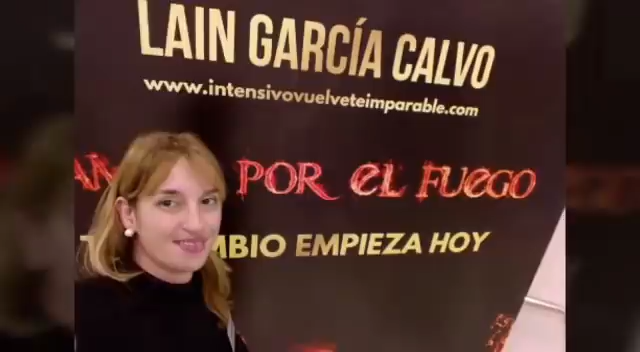 LAIN GARCÍA CALVO
www.intensivovuelveteimparable.com
POR EL FUEGO
EMPIEZA HOY